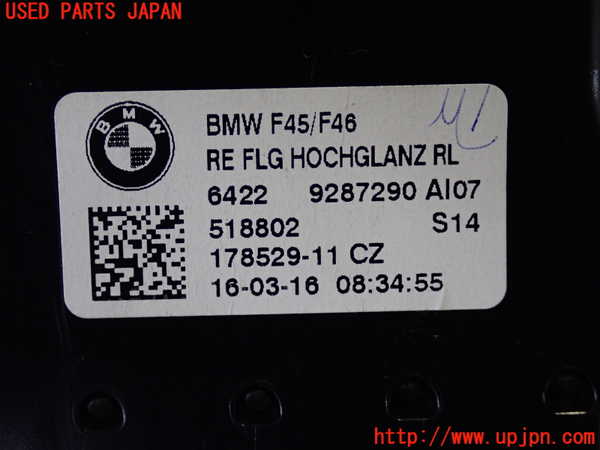 USED PARTS JAPAN
BMW
BMW F45/F46
RE FLG HOCHGLANZ RL
6422 9287290 AI07
518802 S14
178529-11 CZ
16-03-16 08:34:55
© www.upjpn.com